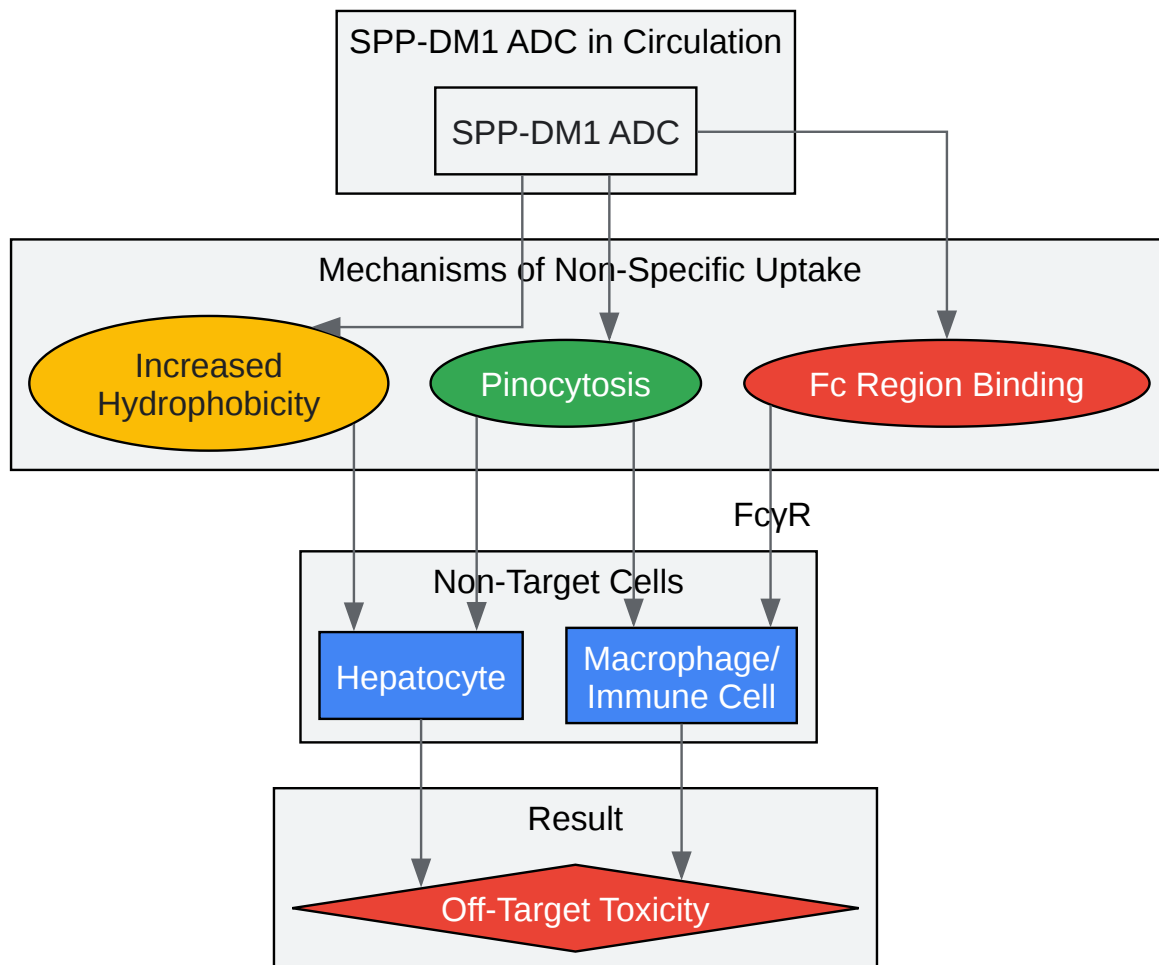 SPP-DM1 ADC in Circulation
SPP-DM1 ADC
Mechanisms of Non-Specific Uptake
Increased
Hydrophobicity
Pinocytosis
Fc Region Binding
FcγR
Non-Target Cells
Hepatocyte
Macrophage/
Immune Cell
Result
Off-Target Toxicity